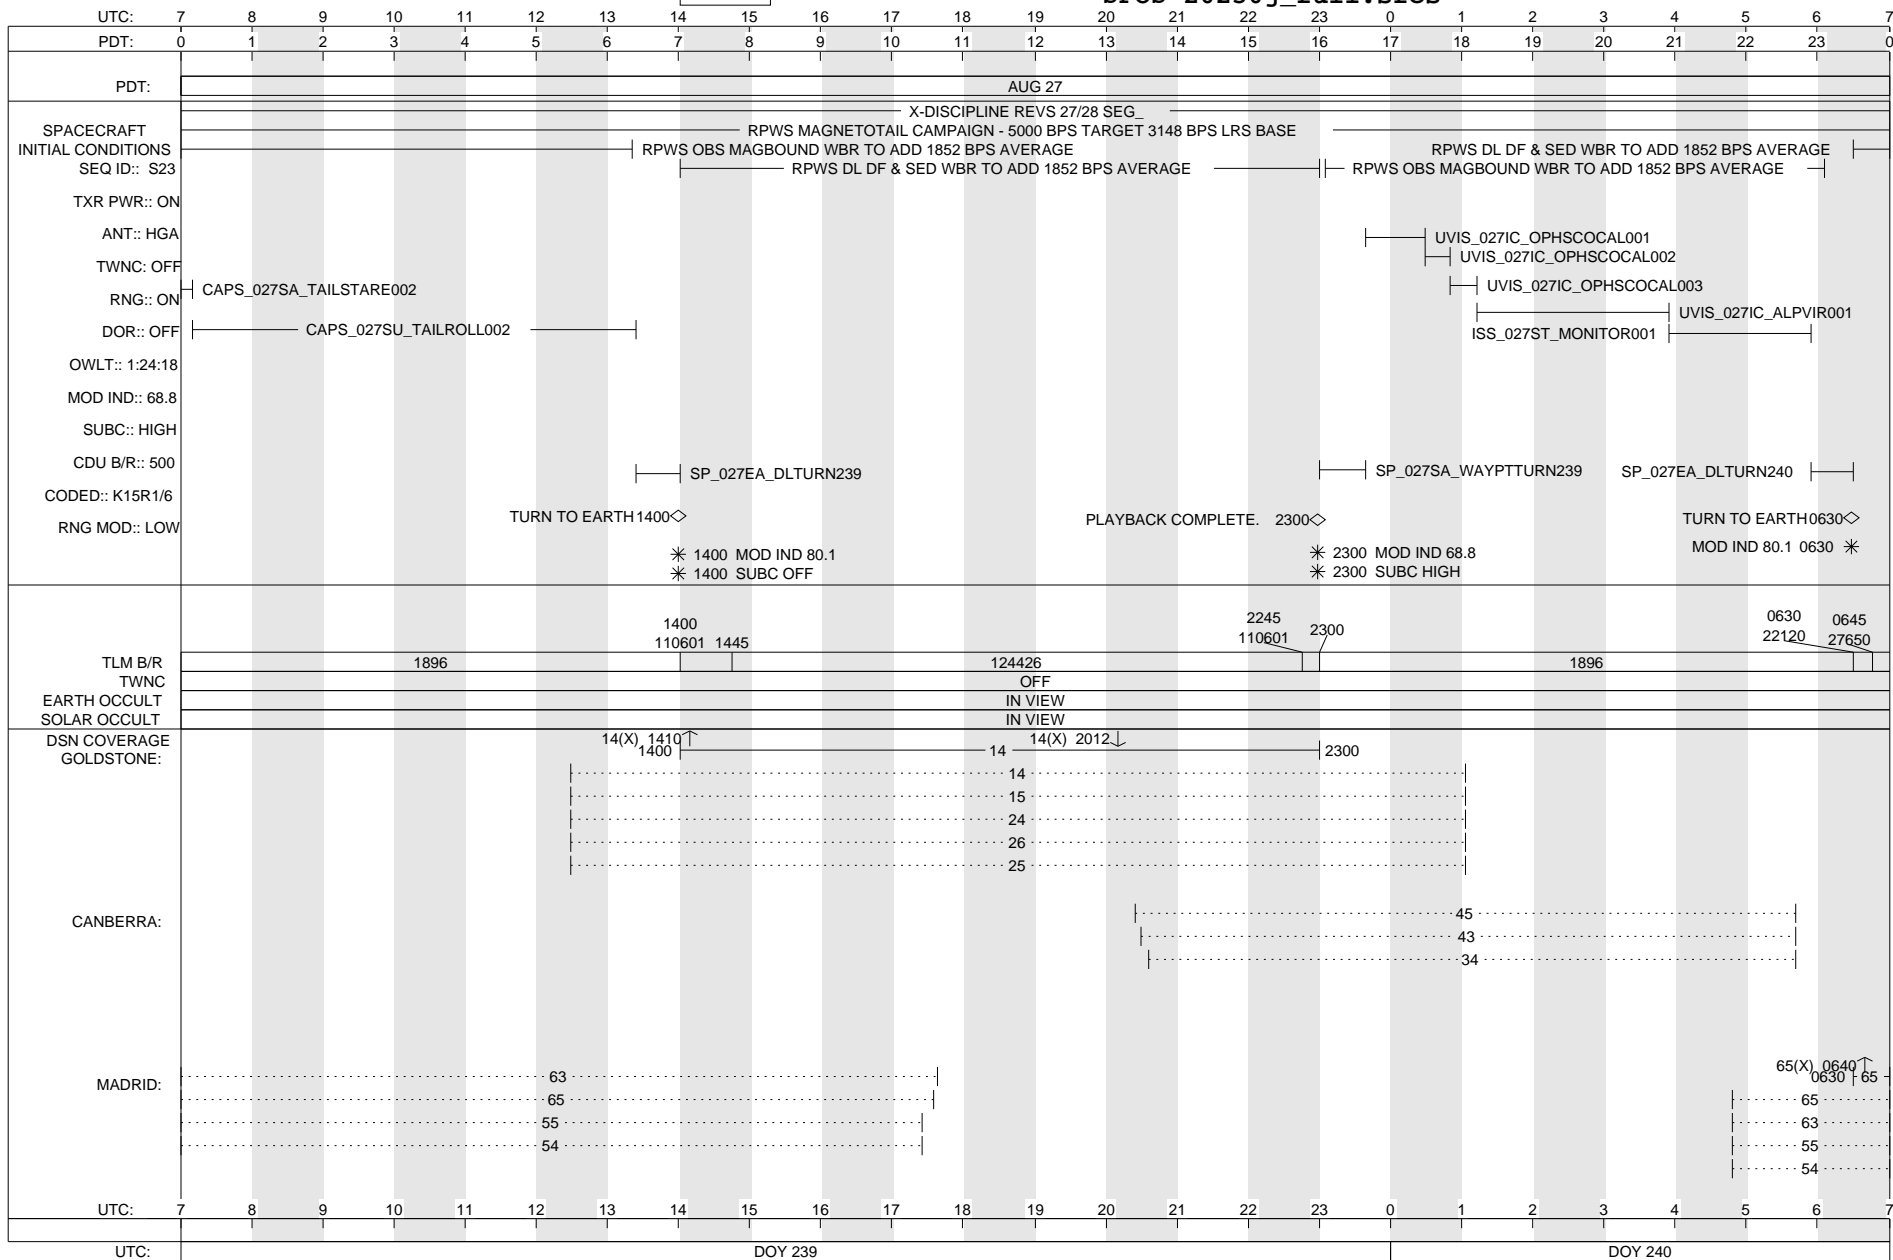 UTC: 7 8 9 10 11 12 13 14 15 16 17 18 19 20 21 22 23 0 1 2 3 4 5 6 7
PDT: 0 1 2 3 4 5 6 7 8 9 10 11 12 13 14 15 16 17 18 19 20 21 22 23 0
PDT: AUG 27
X-DISCIPLINE REVS 27/28 SEG_
SPACECRAFT
RPWS MAGNETOTAIL CAMPAIGN - 5000 BPS TARGET 3148 BPS LRS BASE
INITIAL CONDITIONS
RPWS OBS MAGBOUND WBR TO ADD 1852 BPS AVERAGE
RPWS DL DF & SED WBR TO ADD 1852 BPS AVERAGE
SEQ ID:: S23
RPWS DL DF & SED WBR TO ADD 1852 BPS AVERAGE
RPWS OBS MAGBOUND WBR TO ADD 1852 BPS AVERAGE
TXR PWR:: ON
ANT:: HGA
UVIS_027IC_OPHSCOCAL001
UVIS_027IC_OPHSCOCAL002
TWNC: OFF
CAPS_027SA_TAILSTARE002
UVIS_027IC_OPHSCOCAL003
RNG:: ON
UVIS_027IC_ALPVIR001
DOR:: OFF
CAPS_027SU_TAILROLL002
ISS_027ST_MONITOR001
OWLT:: 1:24:18
MOD IND:: 68.8
SUBC:: HIGH
CDU B/R:: 500
SP_027EA_DLTURN239
SP_027SA_WAYPTTURN239
SP_027EA_DLTURN240
CODED:: K15R1/6
TURN TO EARTH 1400
PLAYBACK COMPLETE. 2300
TURN TO EARTH 0630
RNG MOD:: LOW
1400 MOD IND 80.1
2300 MOD IND 68.8
MOD IND 80.1 0630
1400 SUBC OFF
2300 SUBC HIGH
1400
110601 1445
2245
110601
2300
0630
22120
0645
27650
TLM B/R 1896 124426 1896
TWNC OFF
EARTH OCCULT IN VIEW
SOLAR OCCULT IN VIEW
DSN COVERAGE
14(X) 1410
14(X) 2012
GOLDSTONE:
1400 14 2300
14
15
24
26
25
CANBERRA:
45
43
34
MADRID:
65(X) 0640
0630 65
63
65
55
54
65
63
55
54
UTC: 7 8 9 10 11 12 13 14 15 16 17 18 19 20 21 22 23 0 1 2 3 4 5 6 7
UTC: DOY 239 DOY 240